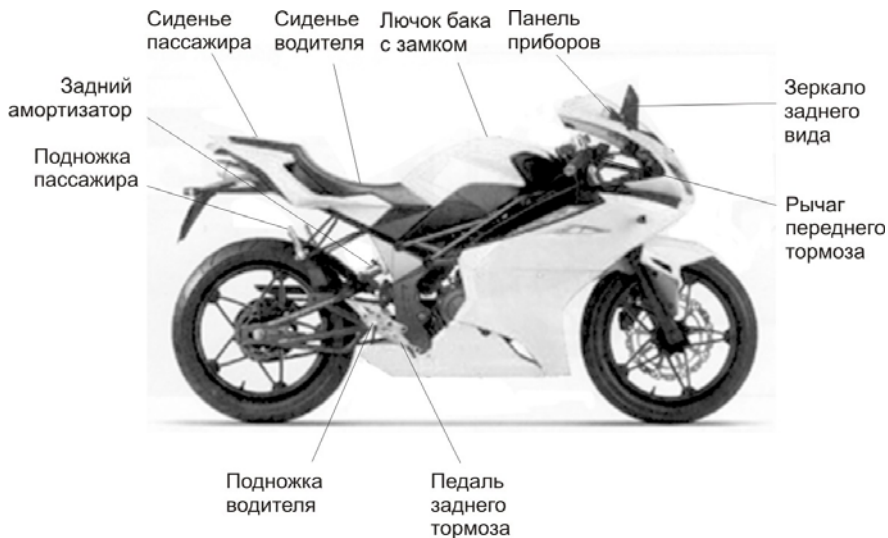 Сиденье
пассажира
Сиденье
водителя
Лючок бака
с замком
Панель
приборов
Задний
амортизатор
Зеркало
заднего
вида
Подножка
пассажира
Рычаг
переднего
тормоза
Подножка
водителя
Педаль
заднего
тормоза